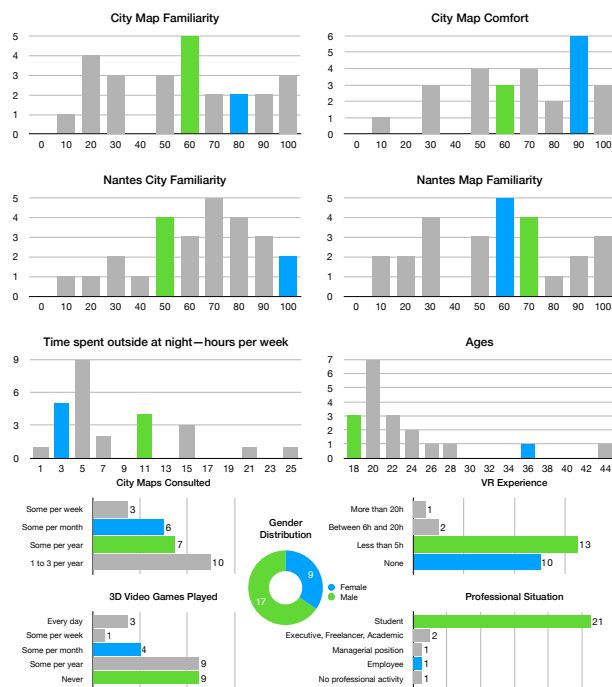 City Map Familiarity
5
4
3
2
1
0
0 10 20 30 40 50 60 70 80 90 100
City Map Comfort
6
5
4
3
2
1
0
0 10 20 30 40 50 60 70 80 90 100
Nantes City Familiarity
5
4
3
2
1
0
0 10 20 30 40 50 60 70 80 90 100
Nantes Map Familiarity
5
4
3
2
1
0
0 10 20 30 40 50 60 70 80 90 100
Time spent outside at night—hours per week
9
6
3
0
1 3 5 7 9 11 13 15 17 19 21 23 25
Ages
7
6
5
4
3
2
1
0
18 20 22 24 26 28 30 34 36 38 40 42 44
City Maps Consulted
Some per week 3
Some per month 6
Some per year 7
1 to 3 per year 10
Gender
Distribution
9
17
Female
Male
VR Experience
More than 20h 1
Between 6h and 20h 2
Less than 5h 13
None 10
3D Video Games Played
Every day 3
Some per week 1
Some per month 4
Some per year 9
Never 9
Professional Situation
Student 21
Executive, Freelancer, Academic 2
Managerial position 1
Employee 1
No professional activity 1